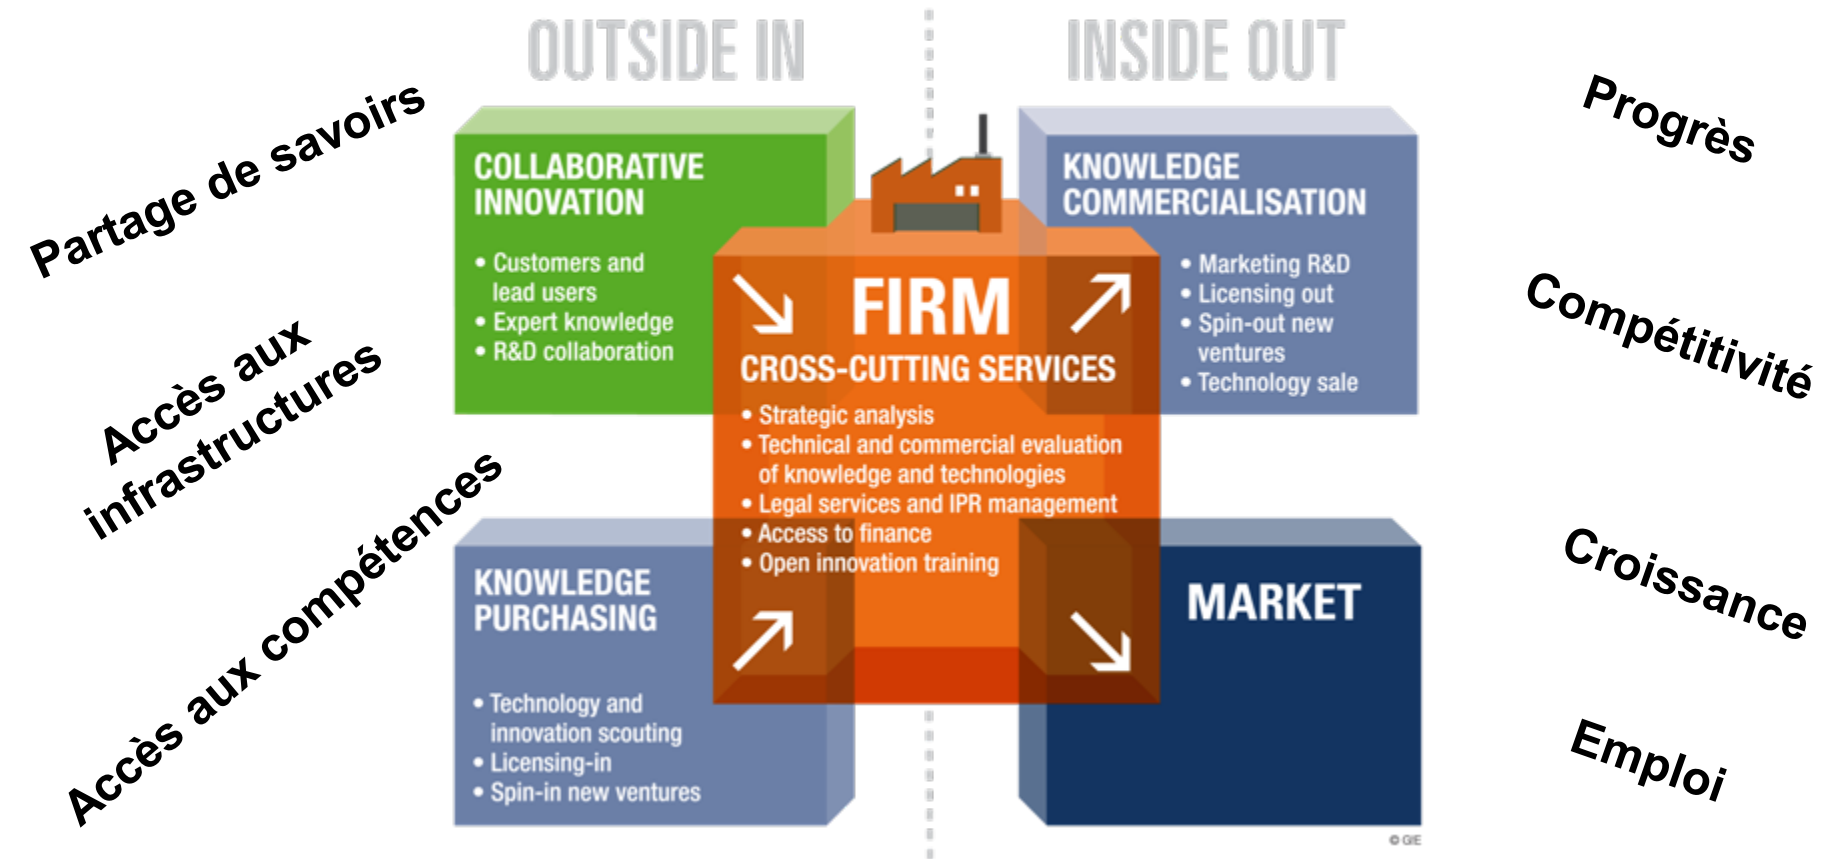 OUTSIDE IN
INSIDE OUT
Partage de savoirs
Accès aux
infrastructures
Accès aux compétences
COLLABORATIVE
INNOVATION
• Customers and
lead users
• Expert knowledge
• R&D collaboration
KNOWLEDGE
PURCHASING
• Technology and
innovation scouting
• Licensing-in
• Spin-in new ventures
FIRM
CROSS-CUTTING SERVICES
• Strategic analysis
• Technical and commercial evaluation
of knowledge and technologies
• Legal services and IPR management
• Access to finance
• Open innovation training
KNOWLEDGE
COMMERCIALISATION
• Marketing R&D
• Licensing out
• Spin-out new
ventures
• Technology sale
MARKET
© GIE
Progrès
Compétitivité
Croissance
Emploi